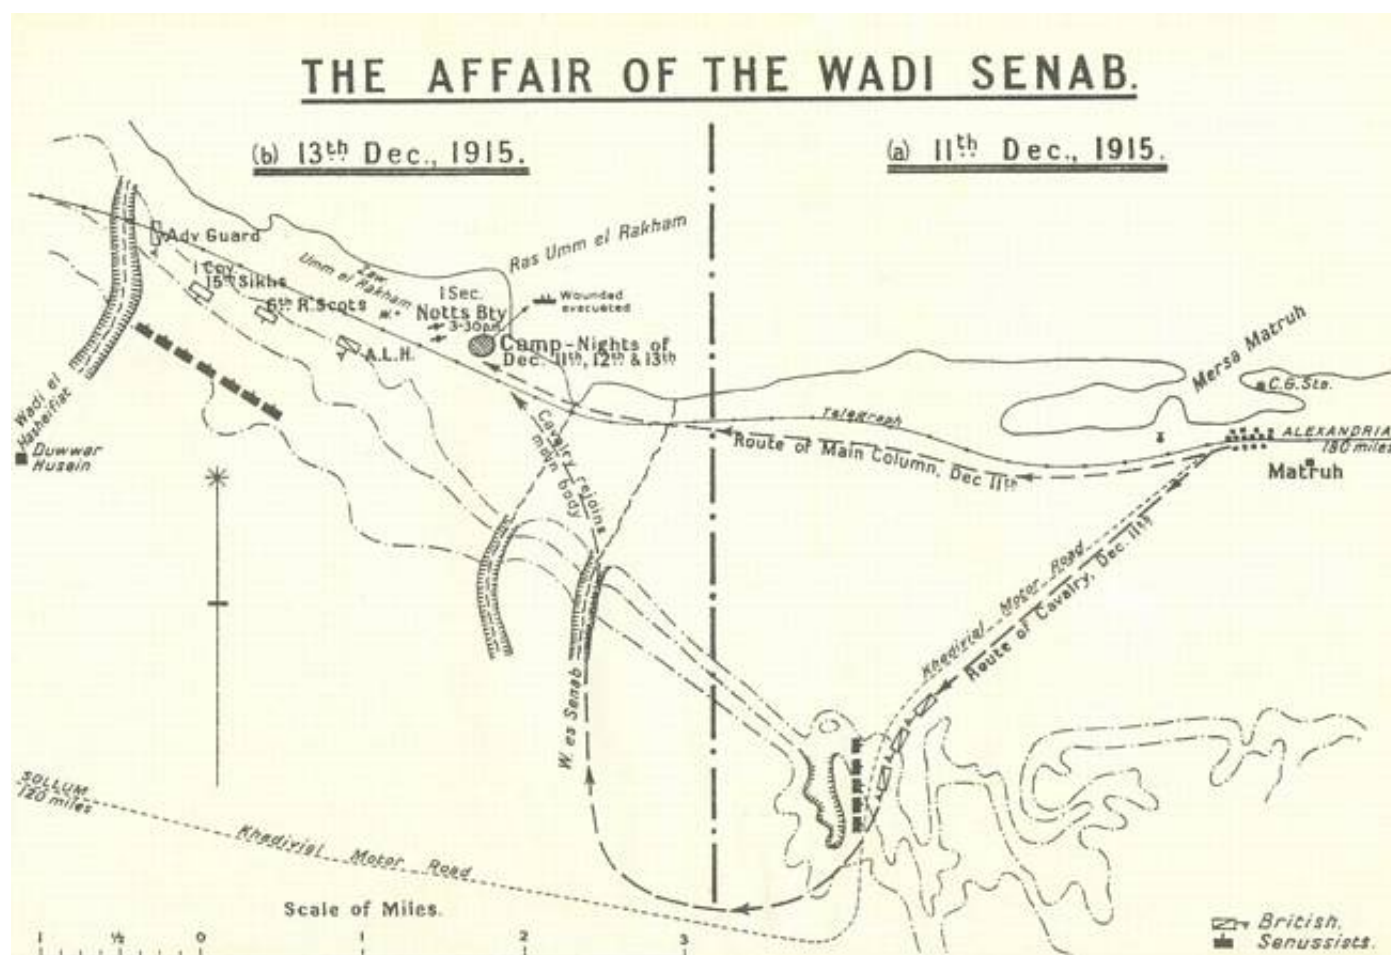 THE AFFAIR OF THE WADI SENAB.
(b) 13th Dec., 1915.
(a) 11th Dec., 1915.
Adv Guard
1 Coy.
15th Sikhs
6th R. Scots
A.L.H.
Zaw.
Umm el Rakham
W.
1 Sec.
Notts Bty
3-30pm.
Ras Umm el Rakham
Wounded
evacuated
Camp-Nights of
Dec. 11th, 12th & 13th
Mersa Matruh
C.G. Sta.
ALEXANDRIA
180 miles
Matruh
Telegraph
Route of Main Column, Dec 11th
Cavalry rejoins
main body
Wadi el
Hasheifiat
Duwwar
Husein
Khedivial Motor Road
Route of Cavalry, Dec. 11th
W. es Senab
SOLLUM
120 miles
Khedivial Motor Road
Scale of Miles.
1 ½ 0 1 2 3
British.
Senussists.